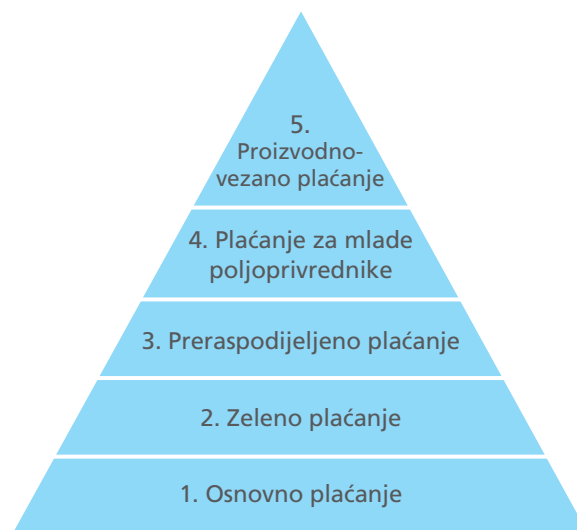 5.
Proizvodno-
vezano plaćanje
4. Plaćanje za mlade
poljoprivrednike
3. Preraspodijeljeno plaćanje
2. Zeleno plaćanje
1. Osnovno plaćanje